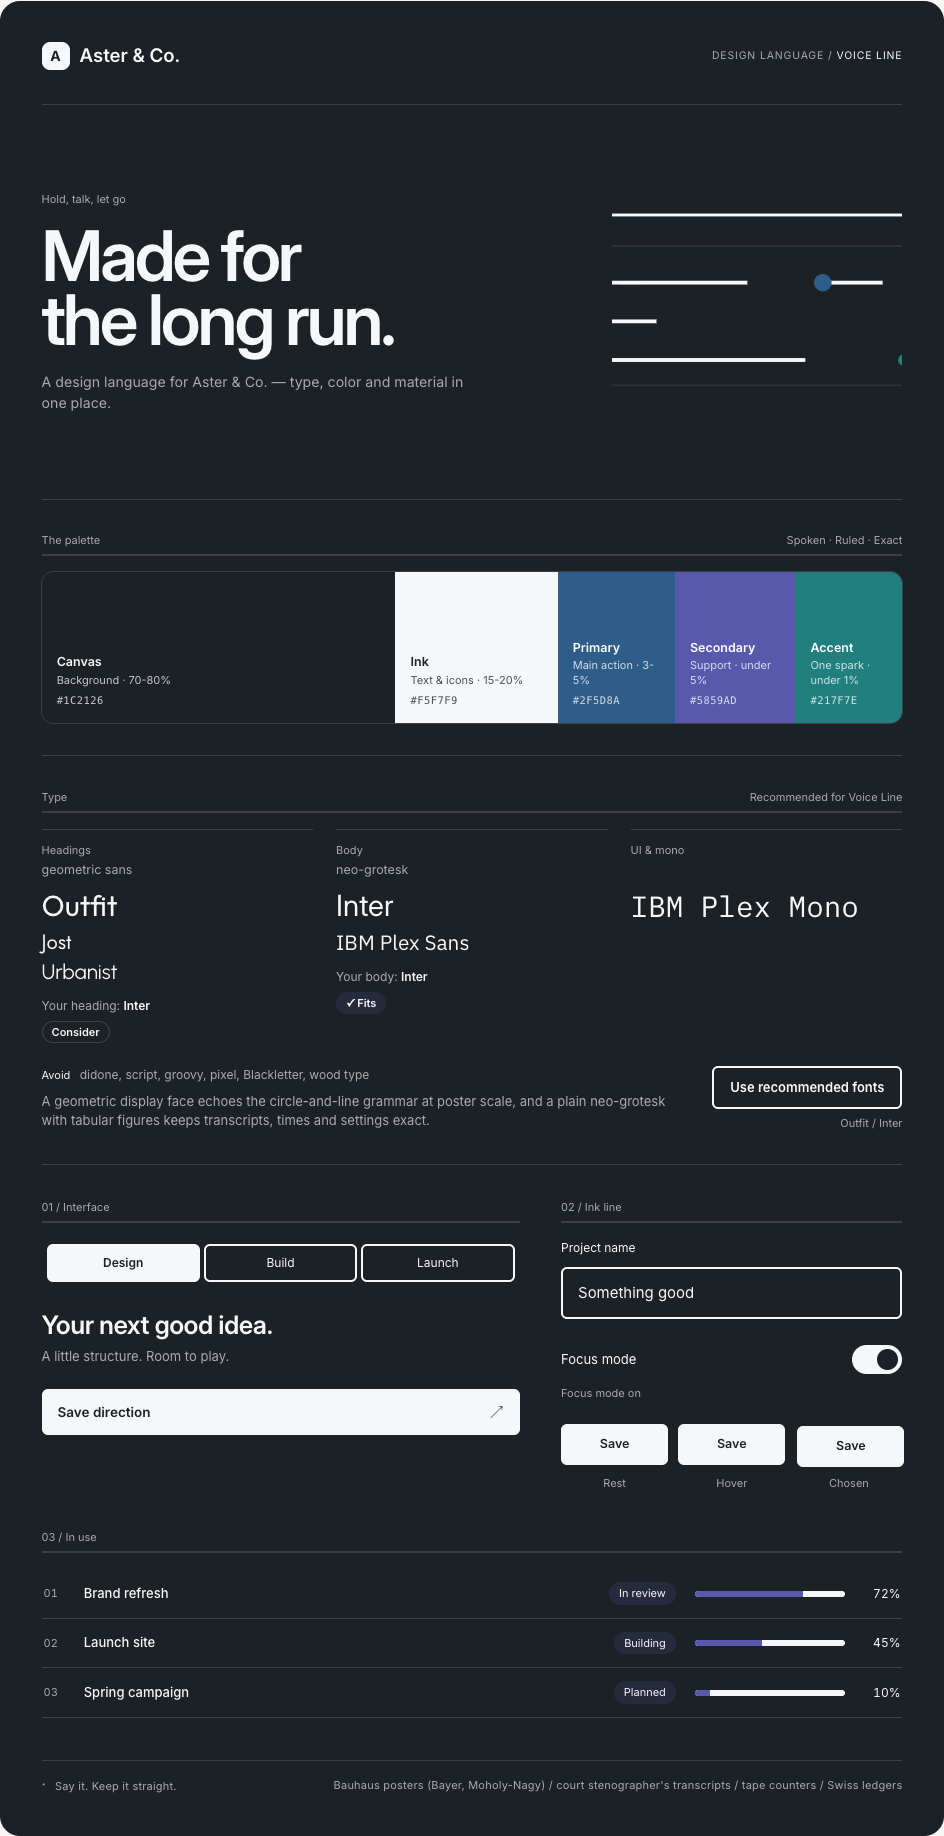 A Aster & Co.
DESIGN LANGUAGE / VOICE LINE
Hold, talk, let go
Made for
the long run.
A design language for Aster & Co. — type, color and material in
one place.
The palette
Spoken · Ruled · Exact
Canvas
Background · 70-80%
#1C2126
Ink
Text & icons · 15-20%
#F5F7F9
Primary
Main action · 3-
5%
#2F5D8A
Secondary
Support · under
5%
#5859AD
Accent
One spark ·
under 1%
#217F7E
Type
Recommended for Voice Line
Headings
geometric sans
Outfit
Jost
Urbanist
Your heading: Inter
Consider
Body
neo-grotesk
Inter
IBM Plex Sans
Your body: Inter
✓ Fits
UI & mono
IBM Plex Mono
Avoid didone, script, groovy, pixel, Blackletter, wood type
A geometric display face echoes the circle-and-line grammar at poster scale, and a plain neo-grotesk
with tabular figures keeps transcripts, times and settings exact.
Use recommended fonts
Outfit / Inter
01 / Interface
Design
Build
Launch
Your next good idea.
A little structure. Room to play.
Save direction
02 / Ink line
Project name
Something good
Focus mode
Focus mode on
Save
Save
Save
Rest
Hover
Chosen
03 / In use
01 Brand refresh In review 72%
02 Launch site Building 45%
03 Spring campaign Planned 10%
Say it. Keep it straight.
Bauhaus posters (Bayer, Moholy-Nagy) / court stenographer's transcripts / tape counters / Swiss ledgers